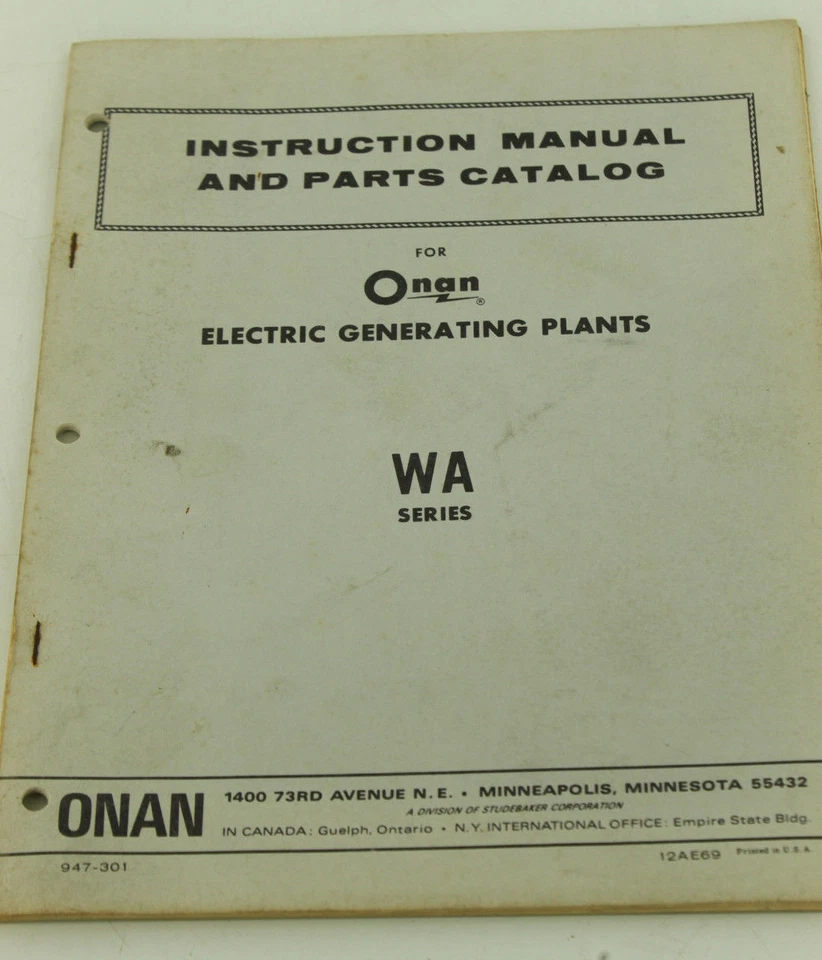 INSTRUCTION MANUAL
AND PARTS CATALOG
FOR
Onan ®
ELECTRIC GENERATING PLANTS
WA
SERIES
ONAN
1400 73RD AVENUE N.E. • MINNEAPOLIS, MINNESOTA 55432
A DIVISION OF STUDEBAKER CORPORATION
IN CANADA: Guelph, Ontario • N.Y. INTERNATIONAL OFFICE: Empire State Bldg.
947-301
12AE69 Printed in U.S.A.